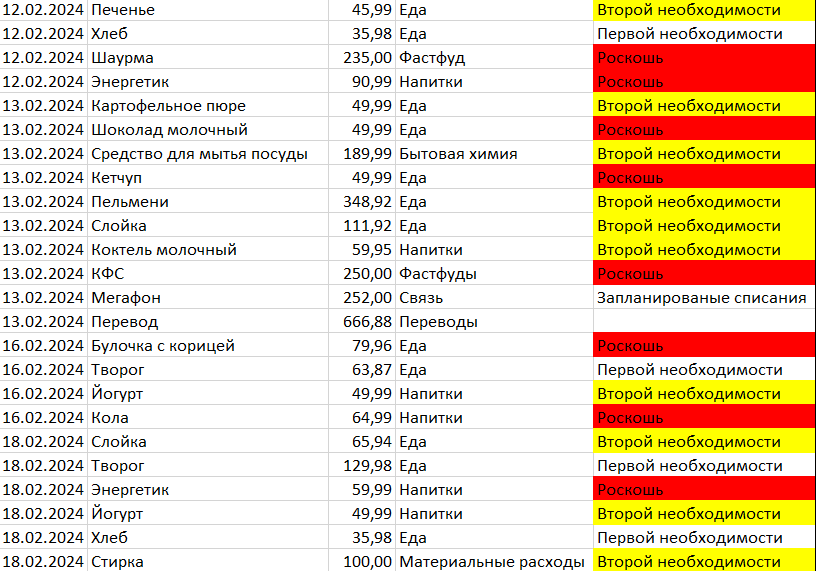 12.02.2024 Печенье 45,99 Еда Второй необходимости
12.02.2024 Хлеб 35,98 Еда Первой необходимости
12.02.2024 Шаурма 235,00 Фастфуд Роскошь
12.02.2024 Энергетик 90,99 Напитки Роскошь
13.02.2024 Картофельное пюре 49,99 Еда Второй необходимости
13.02.2024 Шоколад молочный 49,99 Еда Роскошь
13.02.2024 Средство для мытья посуды 189,99 Бытовая химия Второй необходимости
13.02.2024 Кетчуп 49,99 Еда Роскошь
13.02.2024 Пельмени 348,92 Еда Второй необходимости
13.02.2024 Слойка 111,92 Еда Второй необходимости
13.02.2024 Коктель молочный 59,95 Напитки Второй необходимости
13.02.2024 КФС 250,00 Фастфуды Роскошь
13.02.2024 Мегафон 252,00 Связь Запланированые списания
13.02.2024 Перевод 666,88 Переводы
16.02.2024 Булочка с корицей 79,96 Еда Роскошь
16.02.2024 Творог 63,87 Еда Первой необходимости
16.02.2024 Йогурт 49,99 Напитки Второй необходимости
16.02.2024 Кола 64,99 Напитки Роскошь
18.02.2024 Слойка 65,94 Еда Второй необходимости
18.02.2024 Творог 129,98 Еда Первой необходимости
18.02.2024 Энергетик 59,99 Напитки Роскошь
18.02.2024 Йогурт 49,99 Напитки Второй необходимости
18.02.2024 Хлеб 35,98 Еда Первой необходимости
18.02.2024 Стирка 100,00 Материальные расходы Второй необходимости